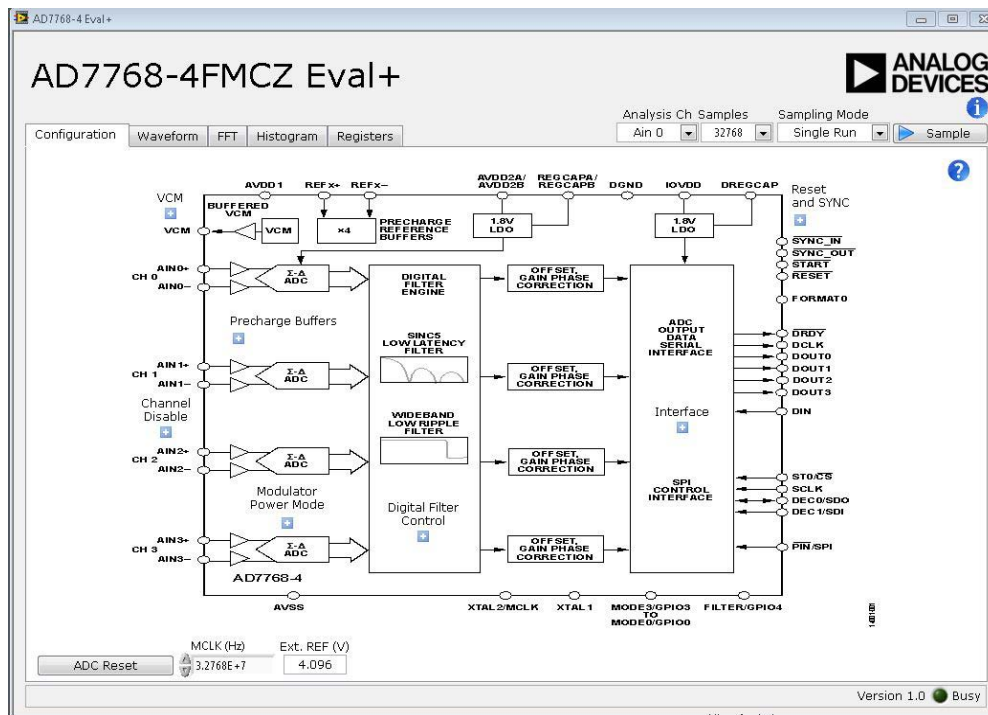 AD7768-4 Eval+
AD7768-4FMCZ Eval+
ANALOG
DEVICES
Analysis Ch Samples Sampling Mode
Ain 0 32768 Single Run Sample
Configuration Waveform FFT Histogram Registers
VCM
AVDD1 REFx+ REFx–
AVDD2A/
AVDD2B
REGCAPA/
REGCAPB
DGND IOVDD DREGCAP
Reset
and SYNC
BUFFERED
VCM
VCM
VCM
×4
PRECHARGE
REFERENCE
BUFFERS
1.8V
LDO
1.8V
LDO
SYNC_IN
SYNC_OUT
START
RESET
FORMAT0
CH 0
AIN0+
AIN0–
Σ-Δ
ADC
DIGITAL
FILTER
ENGINE
OFFSET,
GAIN PHASE
CORRECTION
ADC
OUTPUT
DATA
SERIAL
INTERFACE
Precharge Buffers
SINC5
LOW LATENCY
FILTER
DRDY
DCLK
DOUT0
DOUT1
DOUT2
DOUT3
DIN
CH 1
AIN1+
AIN1–
Σ-Δ
ADC
OFFSET,
GAIN PHASE
CORRECTION
Channel
Disable
WIDEBAND
LOW RIPPLE
FILTER
Interface
CH 2
AIN2+
AIN2–
Σ-Δ
ADC
OFFSET,
GAIN PHASE
CORRECTION
SPI
CONTROL
INTERFACE
ST0/CS
SCLK
DEC0/SDO
DEC1/SDI
Modulator
Power Mode
Digital Filter
Control
CH 3
AIN3+
AIN3–
Σ-Δ
ADC
OFFSET,
GAIN PHASE
CORRECTION
PIN/SPI
AD7768-4
AVSS XTAL2/MCLK XTAL1
MODE3/GPIO3
TO
MODE0/GPIO0
FILTER/GPIO4
MCLK (Hz) Ext. REF (V)
ADC Reset 3.2768E+7 4.096
Version 1.0 Busy